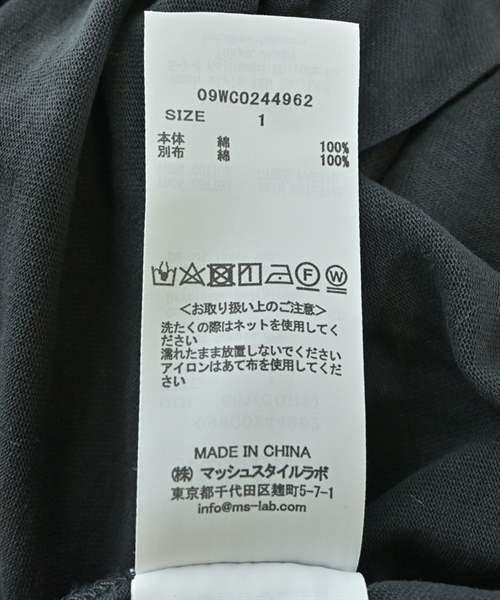 09WCO244962
SIZE 1
本体 綿 100%
別布 綿 100%
F W
<お取り扱い上のご注意>
洗たくの際はネットを使用してく
ださい
濡れたまま放置しないでください
アイロンはあて布を使用してくだ
さい
MADE IN CHINA
(株) マッシュスタイルラボ
東京都千代田区麹町5-7-1
info@ms-lab.com